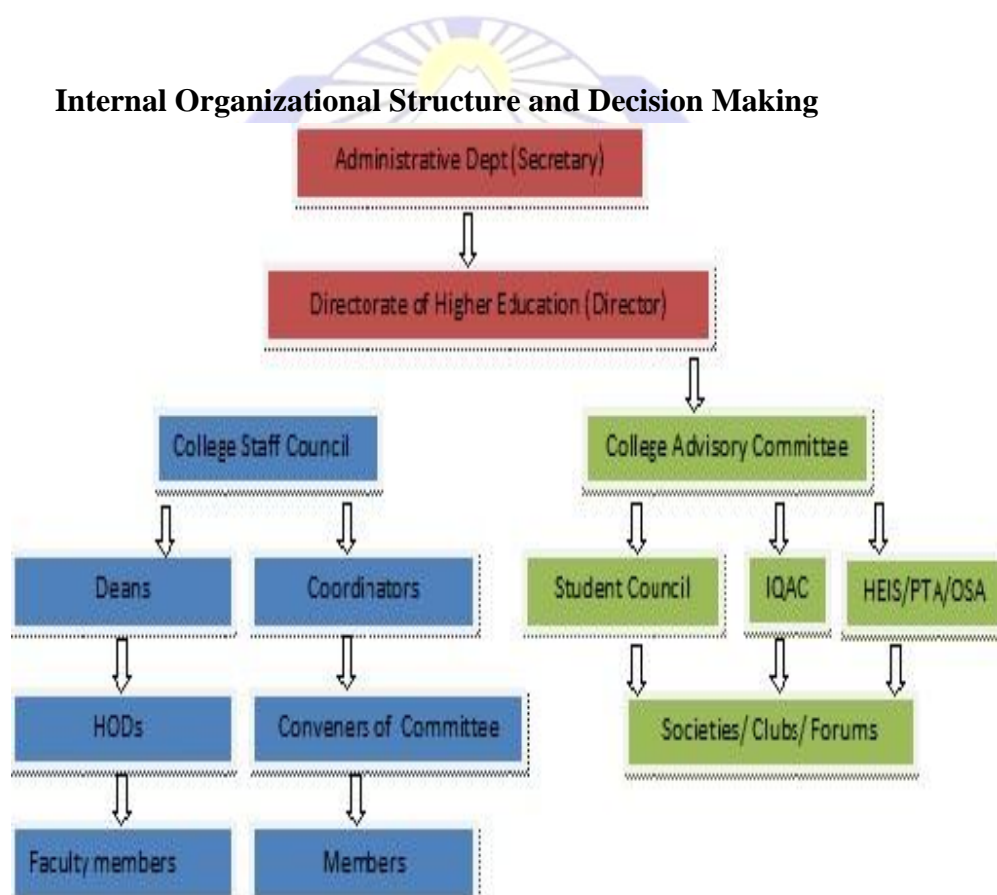 Internal Organizational Structure and Decision Making
Administrative Dept (Secretary)
Directorate of Higher Education (Director)
College Staff Council
College Advisory Committee
Deans
Coordinators
Student Council
IQAC
HEIS/PTA/OSA
HODs
Conveners of Committee
Societies/ Clubs/ Forums
Faculty members
Members